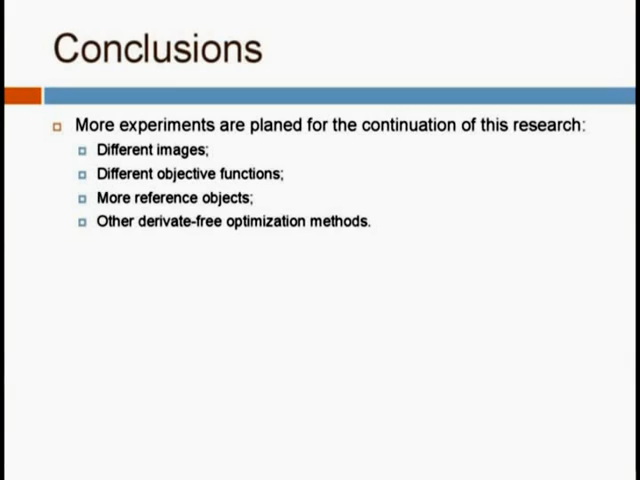 Conclusions
More experiments are planed for the continuation of this research:
Different images;
Different objective functions;
More reference objects;
Other derivate-free optimization methods.